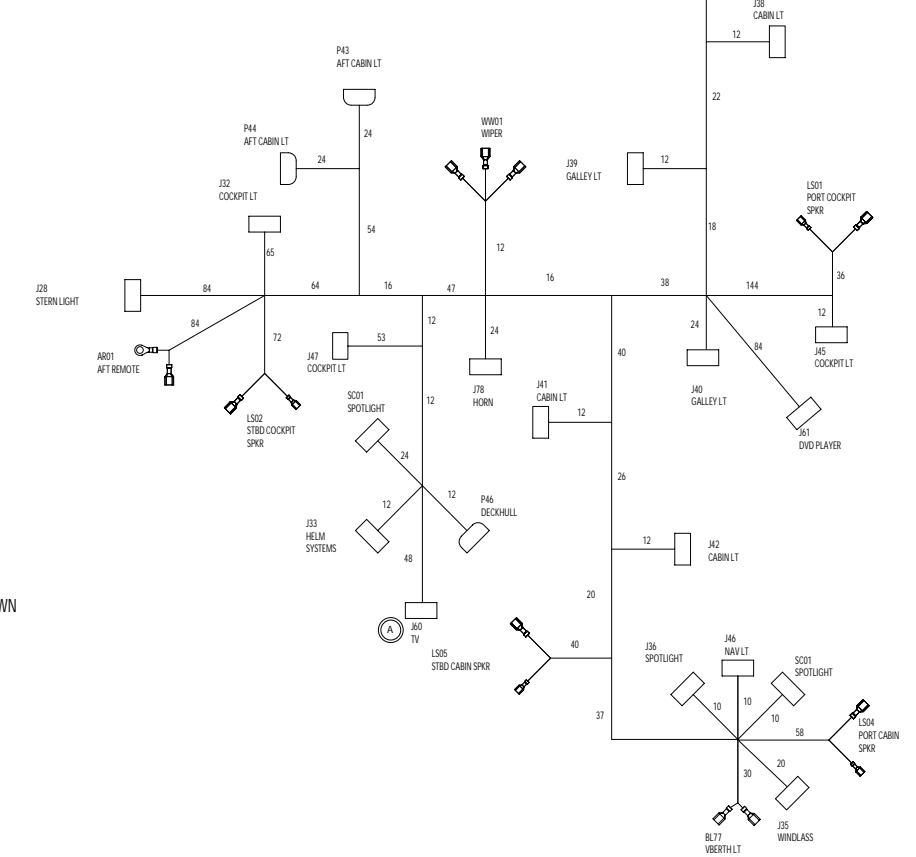 J38
CABIN LT
12
P43
AFT CABIN LT
22
24
WW01
WIPER
P44
AFT CABIN LT
24
J39
GALLEY LT
12
J32
COCKPIT LT
LS01
PORT COCKPIT
SPKR
54
18
65
12
36
J28
STERN LIGHT
84
64
16
47
16
38
144
84
72
12
24
40
24
12
AR01
AFT REMOTE
J47
COCKPIT LT
53
84
J45
COCKPIT LT
J78
HORN
J40
GALLEY LT
J41
CABIN LT
12
SC01
SPOTLIGHT
12
LS02
STBD COCKPIT
SPKR
J61
DVD PLAYER
24
26
12
12
P46
DECKHULL
J33
HELM
SYSTEMS
48
12
J42
CABIN LT
WN
20
A
J60
TV
LS05
STBD CABIN SPKR
40
J36
SPOTLIGHT
J46
NAV LT
SC01
SPOTLIGHT
10
10
10
37
58
LS04
PORT CABIN
SPKR
30
20
J35
WINDLASS
BL77
VBERTH LT